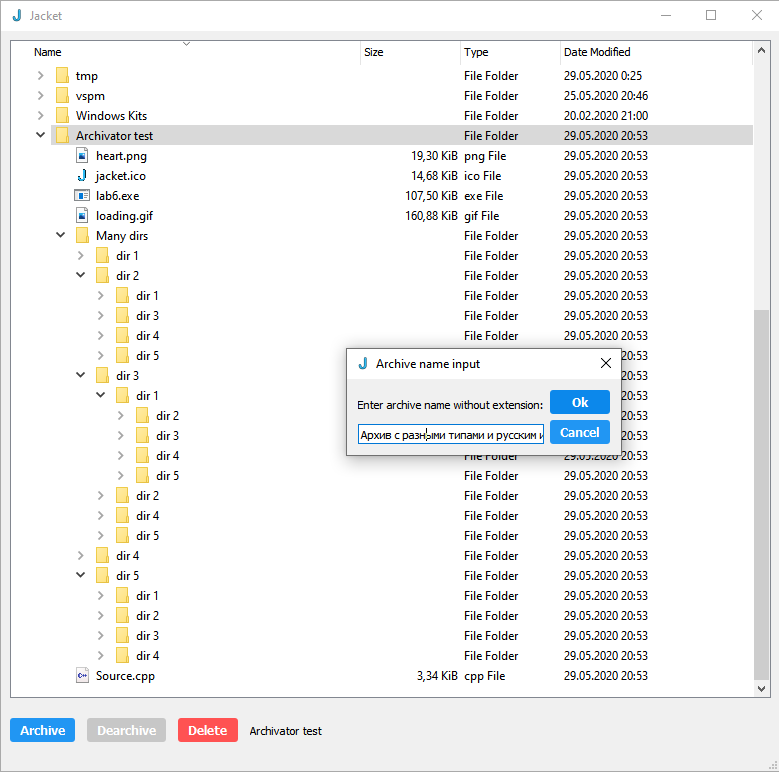 Jacket
Name Size Type Date Modified
tmp File Folder 29.05.2020 0:25
vspm File Folder 25.05.2020 20:46
Windows Kits File Folder 20.02.2020 21:00
Archivator test File Folder 29.05.2020 20:53
heart.png 19,30 KiB png File 29.05.2020 20:53
jacket.ico 14,68 KiB ico File 29.05.2020 20:53
lab6.exe 107,50 KiB exe File 29.05.2020 20:53
loading.gif 160,88 KiB gif File 29.05.2020 20:53
Many dirs File Folder 29.05.2020 20:53
dir 1 File Folder 29.05.2020 20:53
dir 2 File Folder 29.05.2020 20:53
dir 1 File Folder 29.05.2020 20:53
dir 3 File Folder 29.05.2020 20:53
dir 4 File Folder 29.05.2020 20:53
dir 5 File Folder 29.05.2020 20:53
Archive name input
dir 3 20:53
dir 1 20:53
Enter archive name without extension: Ok
dir 2 20:53
dir 3 20:53
Архив с разными типами и русским и Cancel
dir 4 File Folder 29.05.2020 20:53
dir 5 File Folder 29.05.2020 20:53
dir 2 File Folder 29.05.2020 20:53
dir 4 File Folder 29.05.2020 20:53
dir 5 File Folder 29.05.2020 20:53
dir 4 File Folder 29.05.2020 20:53
dir 5 File Folder 29.05.2020 20:53
dir 1 File Folder 29.05.2020 20:53
dir 2 File Folder 29.05.2020 20:53
dir 3 File Folder 29.05.2020 20:53
dir 4 File Folder 29.05.2020 20:53
Source.cpp 3,34 KiB cpp File 29.05.2020 20:53
Archive Dearchive Delete Archivator test